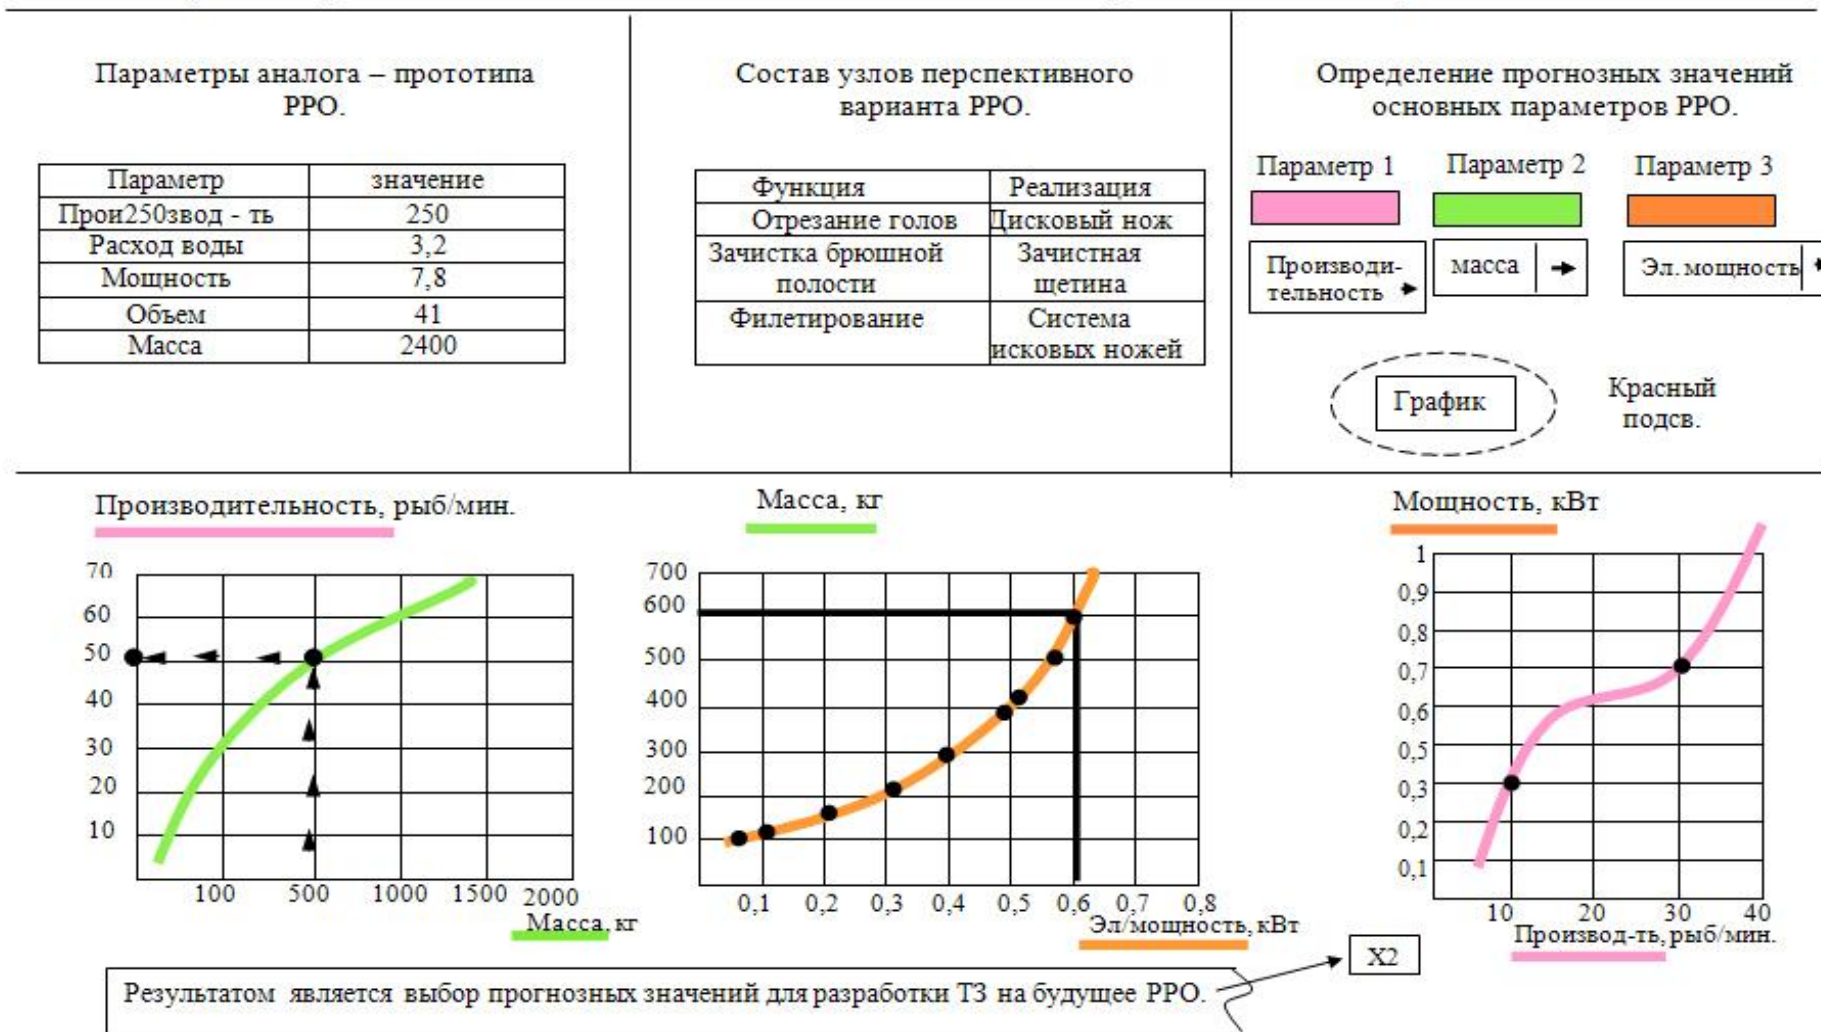 Параметры аналога – прототипа
РРО.
Параметр значение
Прои250звод - ть 250
Расход воды 3,2
Мощность 7,8
Объем 41
Масса 2400
Состав узлов перспективного
варианта РРО.
Функция Реализация
Отрезание голов Дисковый нож
Зачистка брюшной Зачистная
полости щетина
Филетирование Система
исковых ножей
Определение прогнозных значений
основных параметров РРО.
Параметр 1 Параметр 2 Параметр 3
Производи-
тельность
масса
Эл. мощность
График
Красный
подсв.
Производительность, рыб/мин.
70
60
50
40
30
20
10
100 500 1000 1500 2000
Масса, кг
Масса, кг
700
600
500
400
300
200
100
0,1 0,2 0,3 0,4 0,5 0,6 0,7 0,8
Эл/мощность, кВт
Мощность, кВт
1
0,9
0,8
0,7
0,6
0,5
0,3
0,2
0,1
10 20 30 40
Производ-ть, рыб/мин.
Х2
Результатом является выбор прогнозных значений для разработки ТЗ на будущее РРО.